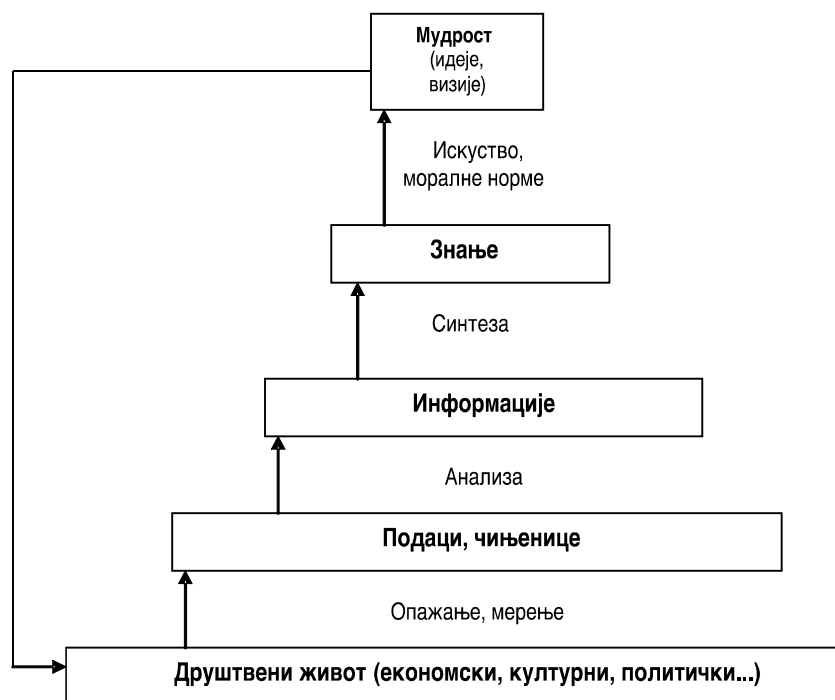 Мудрост
(идеје,
визије)
Искуство,
моралне норме
Знање
Синтеза
Информације
Анализа
Подаци, чињенице
Опажање, мерење
Друштвени живот (економски, културни, политички...)